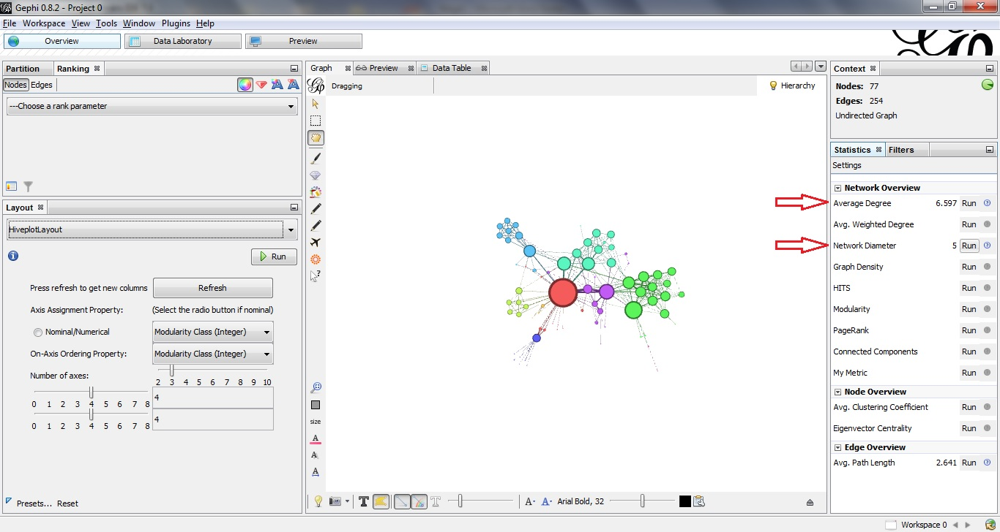 Gephi 0.8.2 - Project 0
File Workspace View Tools Window Plugins Help
Overview Data Laboratory Preview
Partition Ranking
Nodes Edges
---Choose a rank parameter
Layout
HiveplotLayout
Run
Press refresh to get new columns Refresh
Axis Assignment Property: (Select the radio button if nominal)
Nominal/Numerical Modularity Class (Integer)
On-Axis Ordering Property: Modularity Class (Integer)
Number of axes:
2 3 4 5 6 7 8 9 10
0 1 2 3 4 5 6 7 8 4
0 1 2 3 4 5 6 7 8 4
Presets... Reset
Graph Preview Data Table
Dragging Hierarchy
size
A
A
A
T T A- A- Arial Bold, 32
Context
Nodes: 77
Edges: 254
Undirected Graph
Statistics Filters
Settings
Network Overview
Average Degree 6.597 Run
Avg. Weighted Degree Run
Network Diameter 5 Run
Graph Density Run
HITS Run
Modularity Run
PageRank Run
Connected Components Run
My Metric Run
Node Overview
Avg. Clustering Coefficient Run
Eigenvector Centrality Run
Edge Overview
Avg. Path Length 2.641 Run
Workspace 0